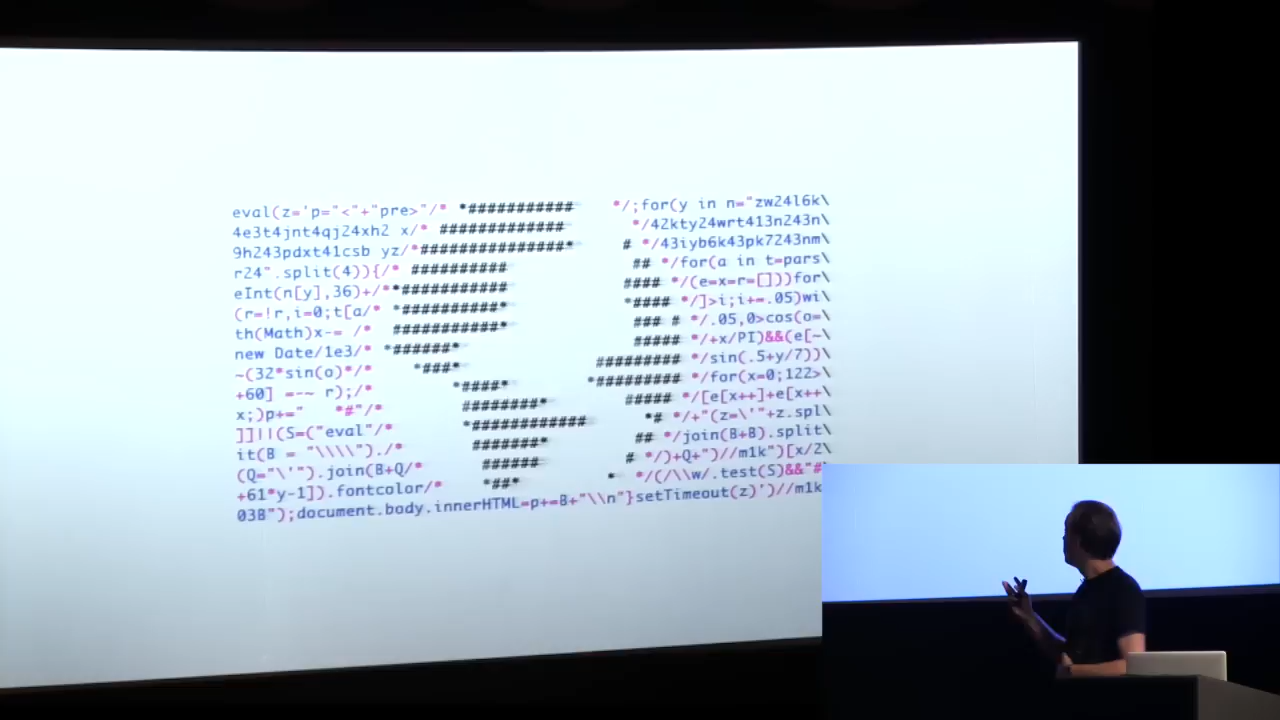 eval(z='p="<"+"pre>"/* *########### */;for(y in n="zw24l6k\
4e3t4jnt4qj24xh2 x/* ############# */42kty24wrt413n243n\
9h243pdxt41csb yz/*###############* # */43iyb6k43pk7243nm\
r24".split(4)){/* ########## ## */for(a in t=pars\
eInt(n[y],36)+/*########### #### */(e=x=r=[]))for\
(r=!r,i=0;t[a/* *##########* *#### */]>i;i+=.05)wi\
th(Math)x-= /* ###########* ### # */.05,0>cos(o=\
new Date/1e3/* *######* ##### */+x/PI)&&(e[~\
~(32*sin(o)*/* *###* ######### */sin(.5+y/7))\
+60] =-~ r);/* *####* *######### */for(x=0;122>\
x;)p+=" *#"/* ########* ##### */[e[x++]+e[x++\
]]||(S=("eval"/* *############ *# */+"(z=\'"+z.spl\
it(B = "\\\\")./* #######* ## */join(B+B).split\
(Q="\'").join(B+Q/* ###### # */)+Q+")//m1k")[x/2\
+61*y-1]).fontcolor/* *##* * */(/\\w/.test(S)&&"#
03B");document.body.innerHTML=p+=B+"\\n"}setTimeout(z)')//m1k